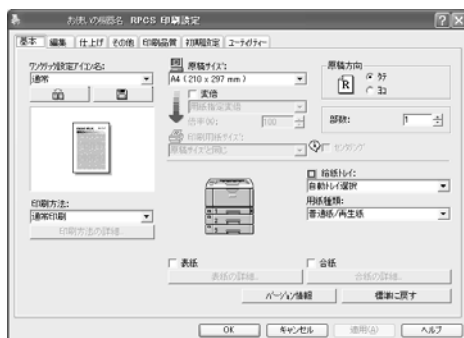 お使いの機器名 RPCS 印刷設定
基本 編集 仕上げ その他 印刷品質 初期設定 ユーティリティー
ワンクリック設定アイコン名:
通常
印刷方法:
通常印刷
印刷方法の詳細...
原稿サイズ:
A4 (210 x 297 mm)
変倍
用紙指定変倍
倍率(%): 100
印刷用紙サイズ:
原稿サイズと同じ
原稿方向
R タテ
ヨコ
部数: 1
センタリング
給紙トレイ:
自動トレイ選択
用紙種類:
普通紙/再生紙
表紙
表紙の詳細...
合紙
合紙の詳細...
バージョン情報 標準に戻す
OK キャンセル 適用(A) ヘルプ